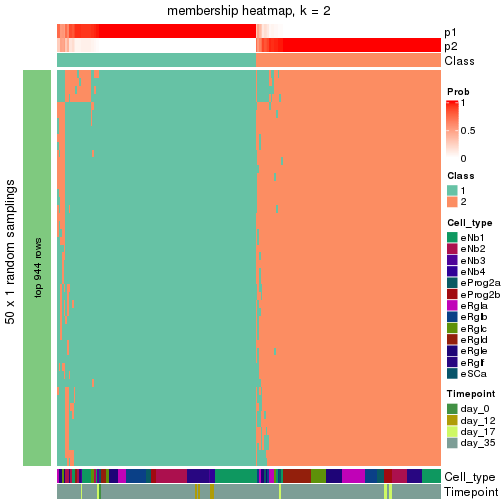 membership heatmap, k = 2
p1
p2
Class
50 x 1 random samplings
top 944 rows
Prob
1
0.5
0
Class
1
2
Cell_type
eNb1
eNb2
eNb3
eNb4
eProg2a
eProg2b
eRgla
eRglb
eRglc
eRgld
eRgle
eRglf
eSCa
Timepoint
day_0
day_12
day_17
day_35
Cell_type
Timepoint